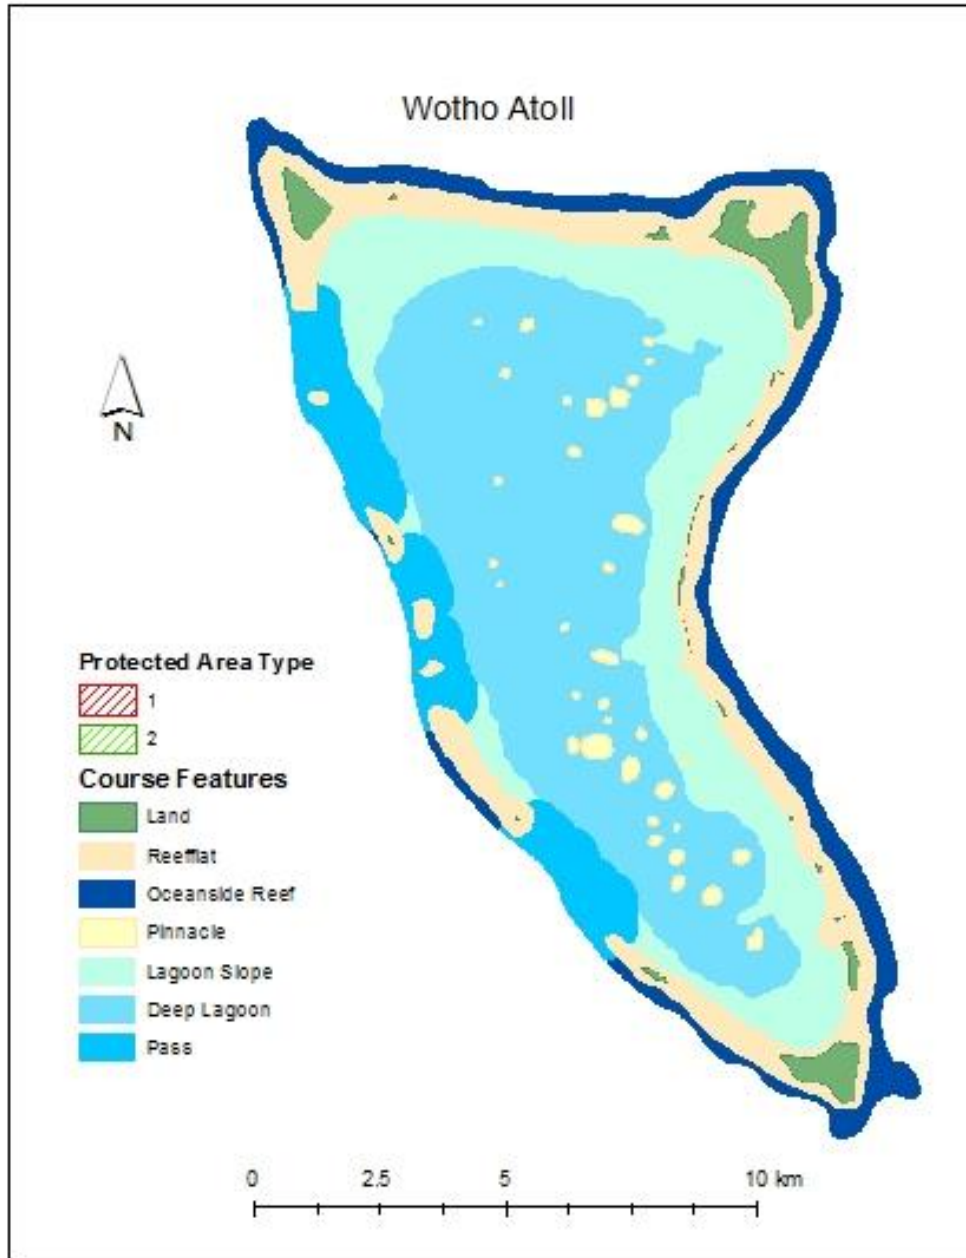 Wotho Atoll
N
Protected Area Type
1
2
Course Features
Land
Reefflat
Oceanside Reef
Pinnacle
Lagoon Slope
Deep Lagoon
Pass
0 2.5 5 10 km